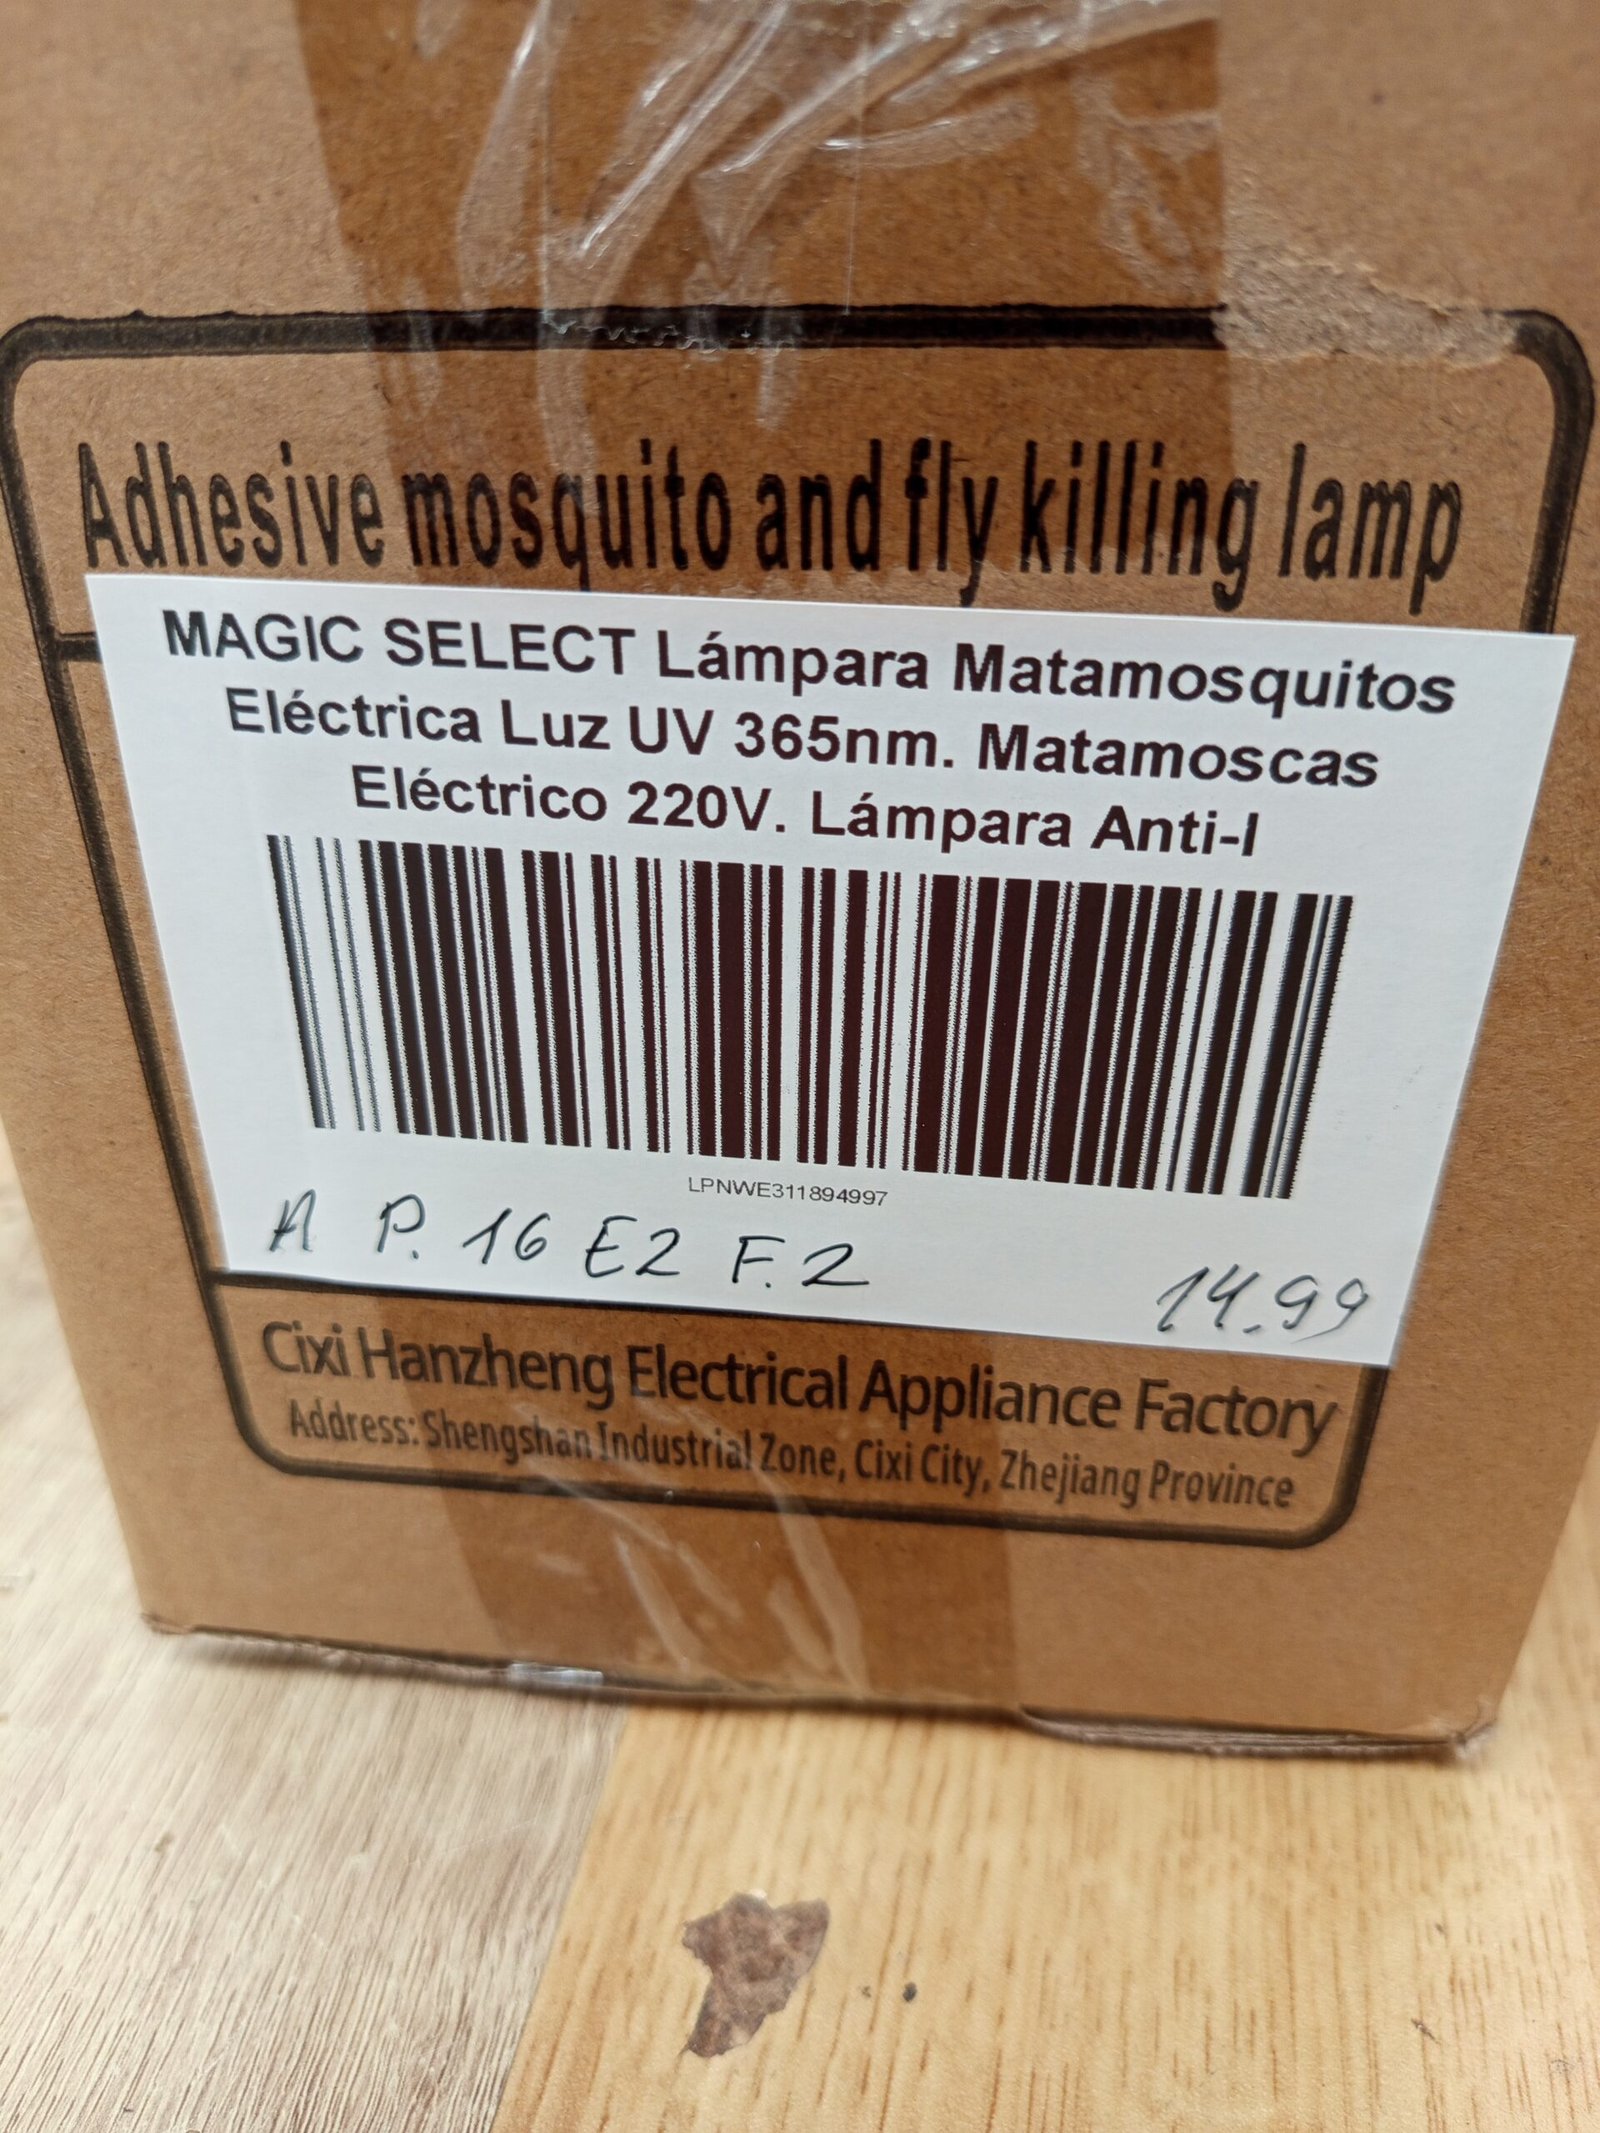 Adhesive mosquito and fly killing lamp
MAGIC SELECT Lámpara Matamosquitos
Eléctrica Luz UV 365nm. Matamoscas
Eléctrico 220V. Lámpara Anti-I
LPNWE311894997
A P. 16 E2 F.2 14.99
Cixi Hanzheng Electrical Appliance Factory
Address: Shengshan Industrial Zone, Cixi City, Zhejiang Province